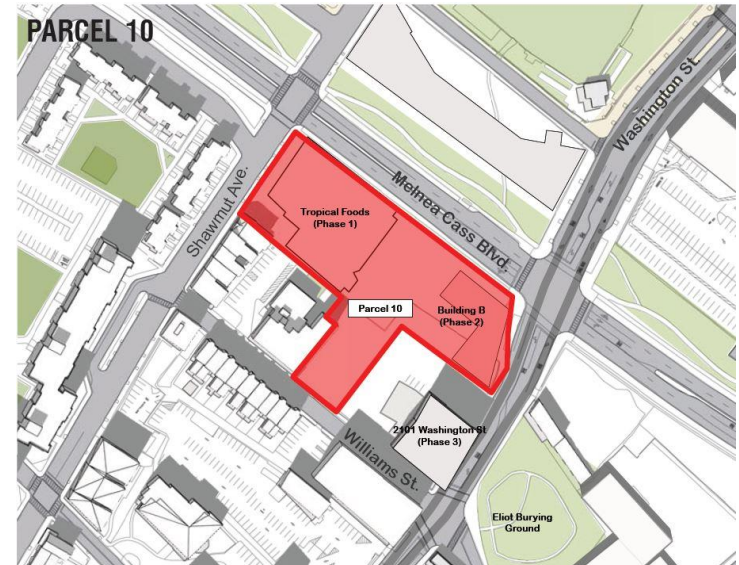 PARCEL 10
Washington St.
Melnea Cass Blvd.
Shawmut Ave.
Tropical Foods
(Phase 1)
Parcel 10
Building B
(Phase 2)
2101 Washington St
(Phase 3)
Williams St.
Eliot Burying
Ground